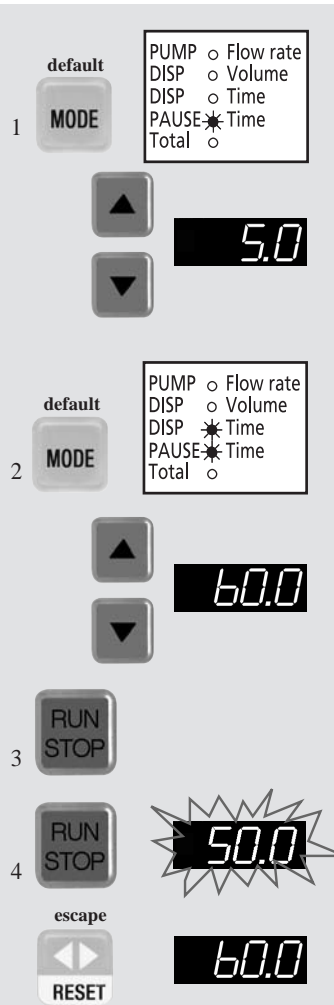 default
MODE
PUMP o Flow rate
DISP o Volume
DISP o Time
PAUSE Time
Total o
1
5.0
default
MODE
PUMP o Flow rate
DISP o Volume
DISP Time
PAUSE Time
Total o
2
60.0
RUN
STOP
3
RUN
STOP
4
50.0
escape
RESET
60.0